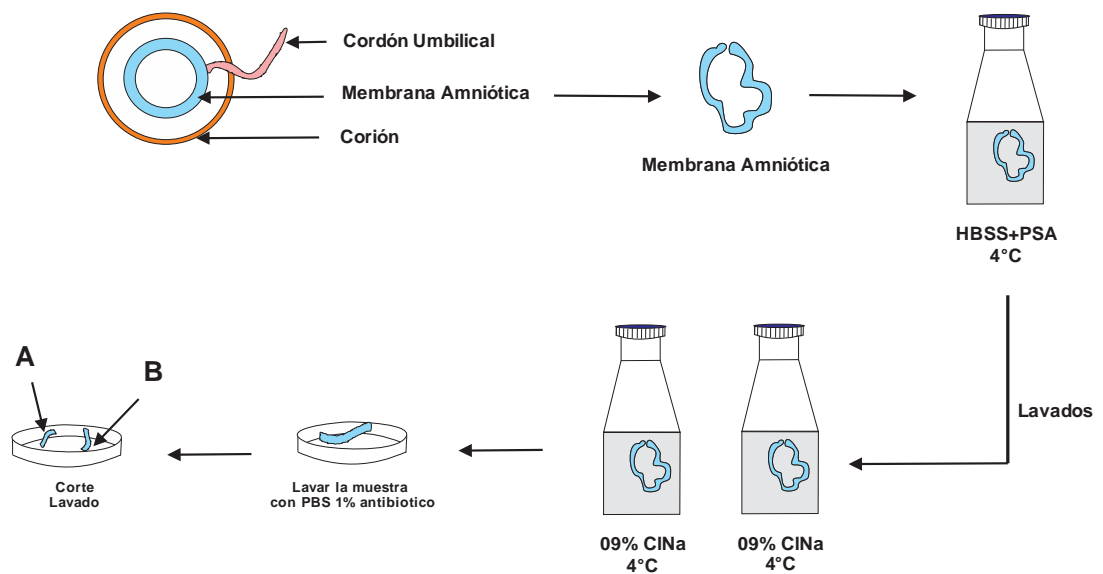 Cordón Umbilical
Membrana Amniótica
Corión
Membrana Amniótica
HBSS+PSA
4°C
Lavados
09% ClNa
4°C
09% ClNa
4°C
Lavar la muestra
con PBS 1% antibiotico
A
B
Corte
Lavado